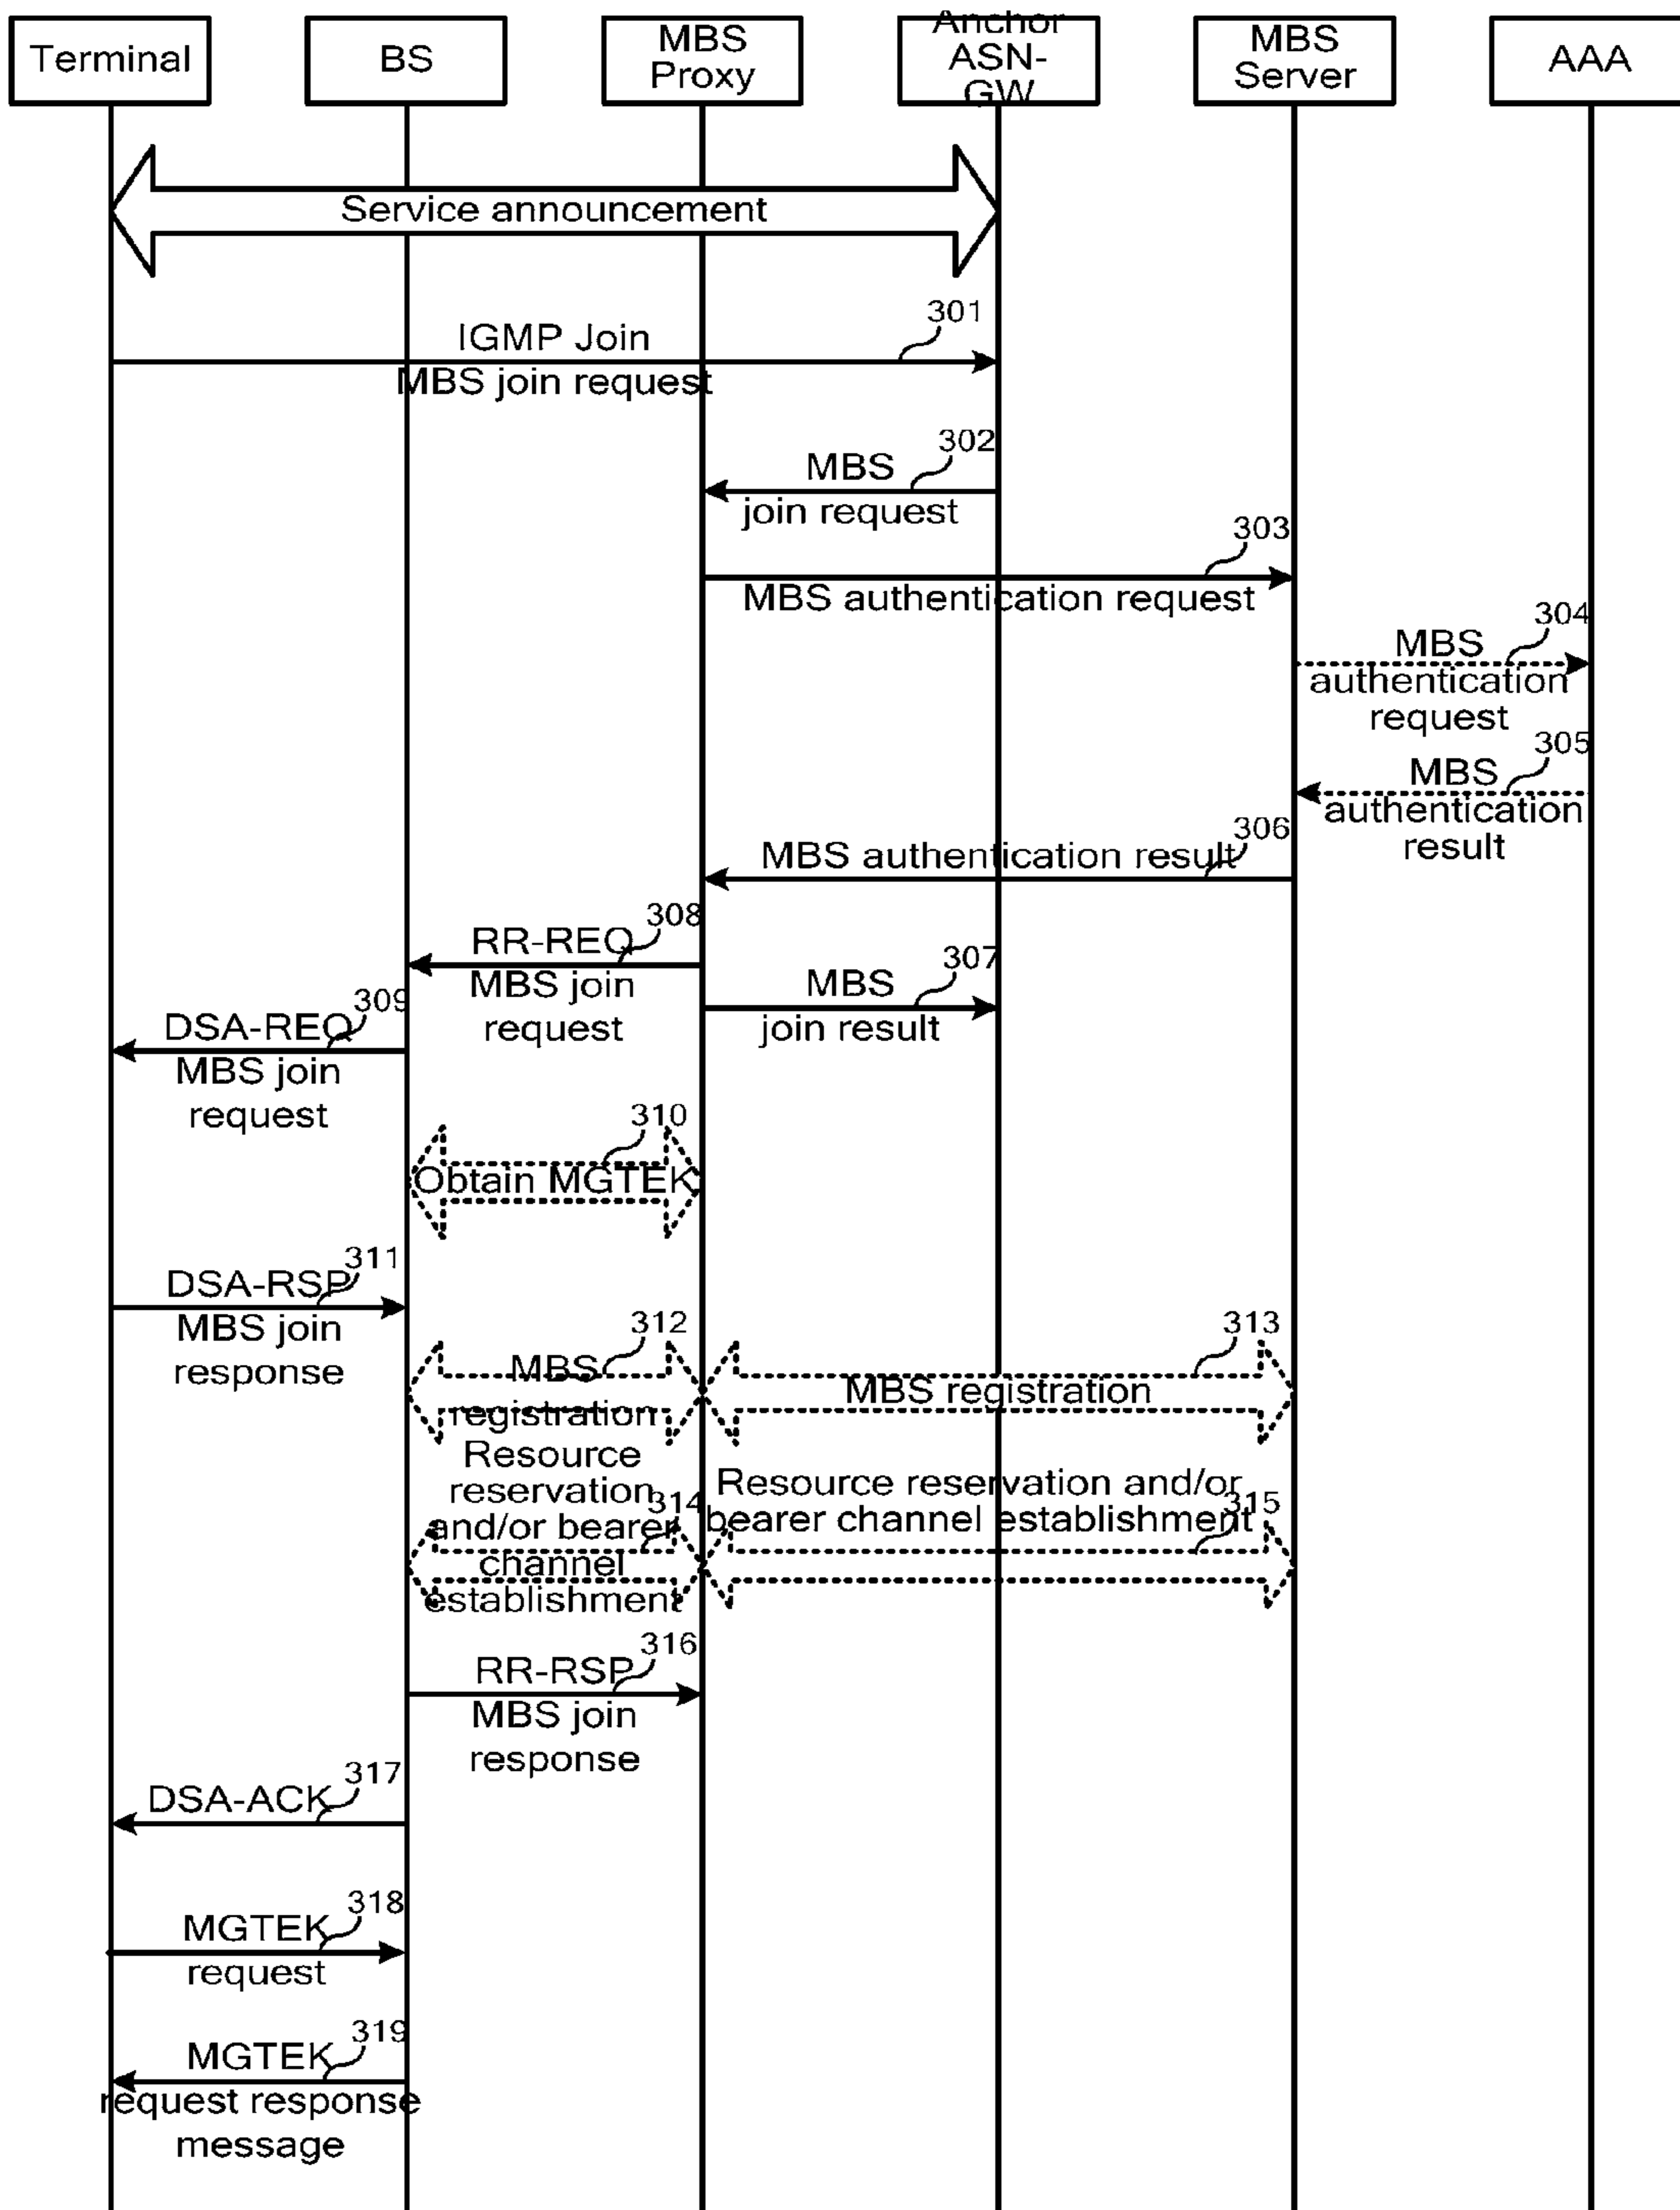 Terminal
BS
MBS
Proxy
Anchor
ASN-
GW
MBS
Server
AAA
Service announcement
301
IGMP Join
MBS join request
302
MBS
join request
303
MBS authentication request
304
MBS
authentication
request
305
MBS
authentication
result
306
MBS authentication result
308
RR-REQ
MBS join
request
307
MBS
join result
309
DSA-REQ
MBS join
request
310
Obtain MGTEK
311
DSA-RSP
MBS join
response
312
MBS
registration
313
MBS registration
Resource
reservation
and/or bearer
channel
establishment
314
Resource reservation and/or
bearer channel establishment
315
316
RR-RSP
MBS join
response
317
DSA-ACK
318
MGTEK
request
319
MGTEK
request response
message